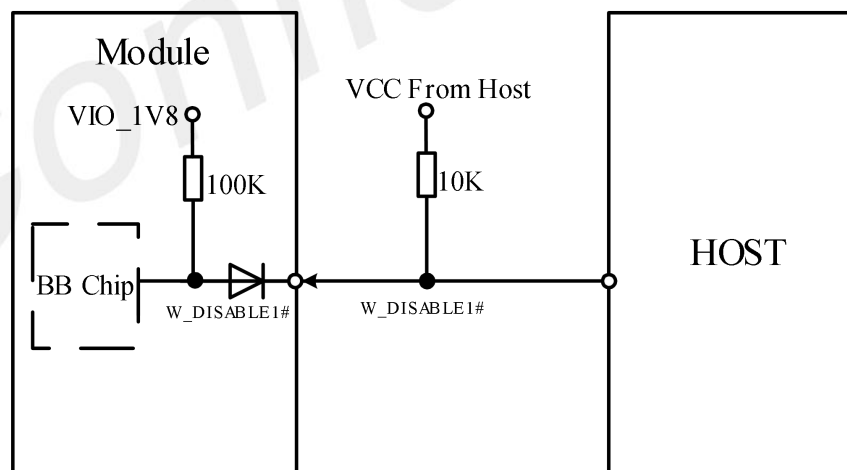 Module
VCC From Host
VIO_1V8
100K
10K
BB Chip
HOST
W_DISABLE1#
W_DISABLE1#